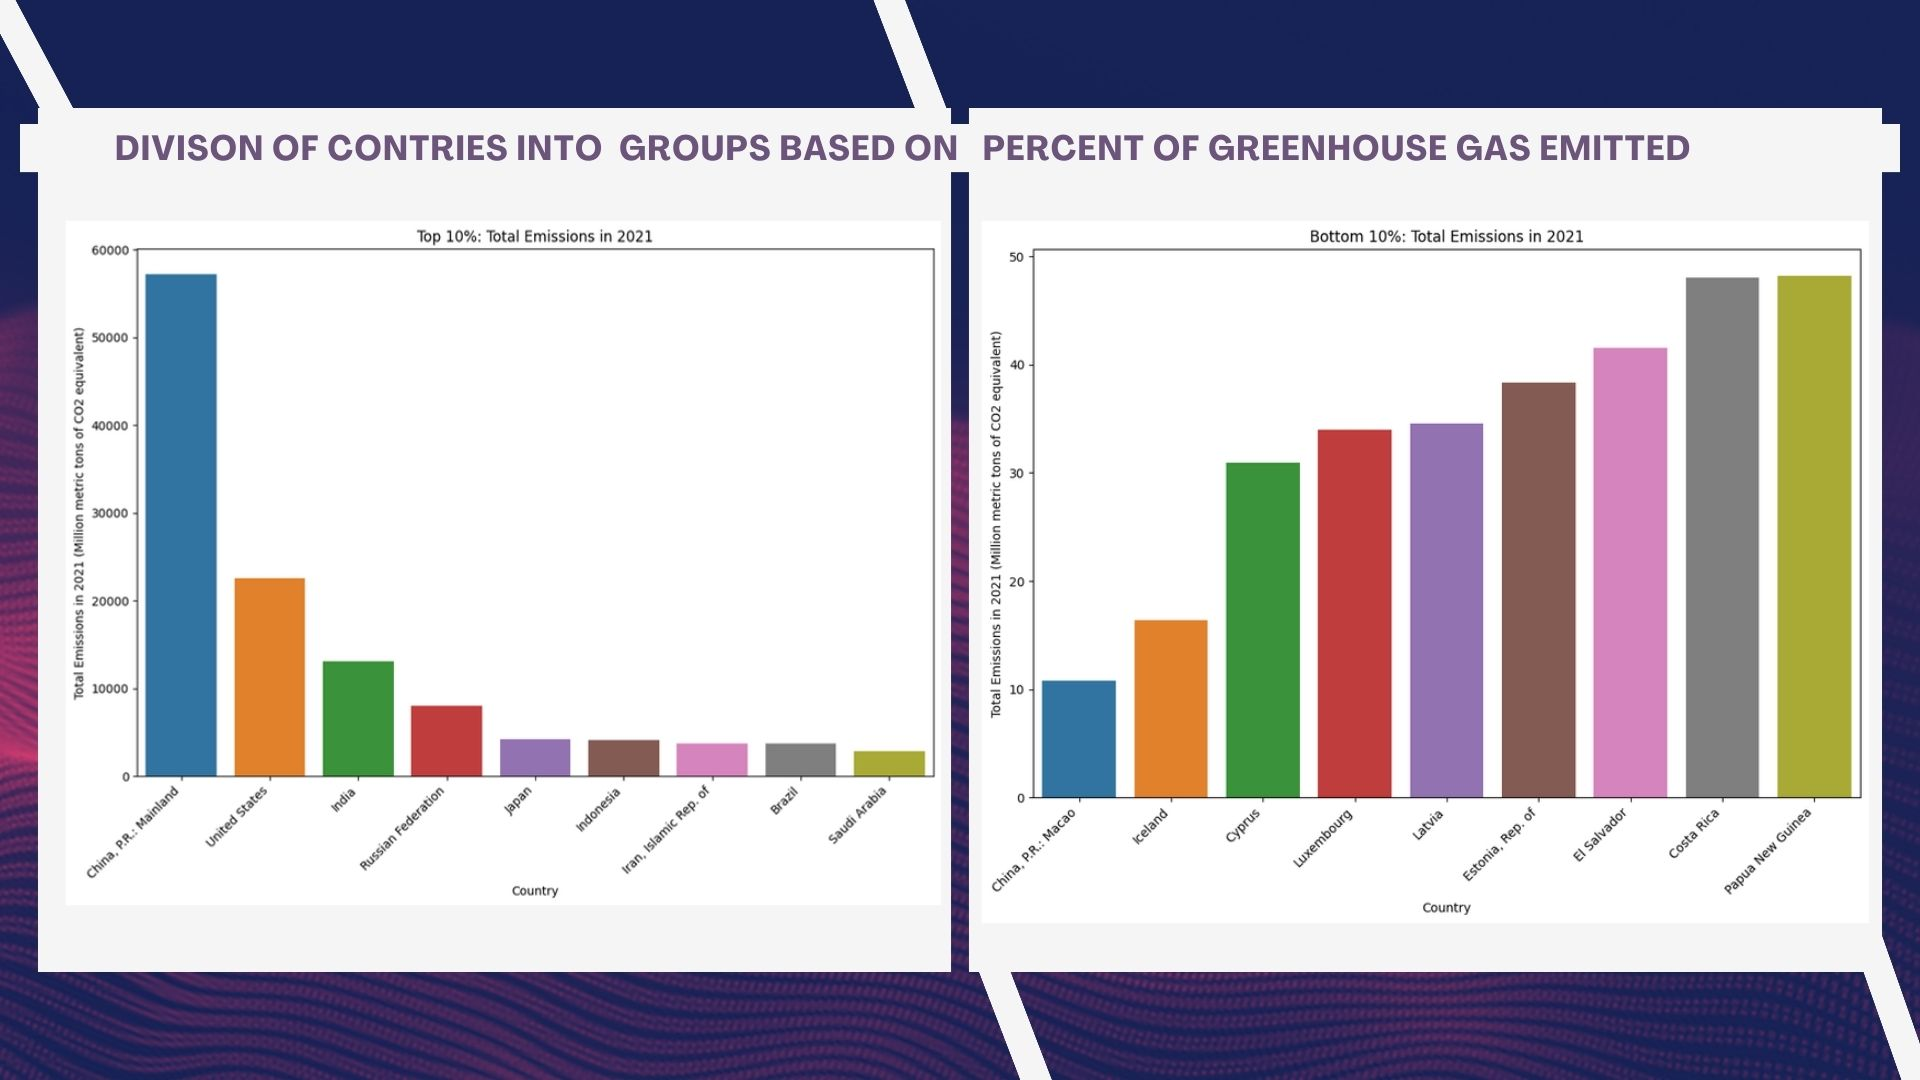 DIVISON OF CONTRIES INTO GROUPS BASED ON PERCENT OF GREENHOUSE GAS EMITTED
Top 10%: Total Emissions in 2021
Total Emissions in 2021 (Million metric tons of CO2 equivalent)
60000
50000
40000
30000
20000
10000
0
China, P.R.: Mainland
United States
India
Russian Federation
Japan
Indonesia
Iran, Islamic Rep. of
Brazil
Saudi Arabia
Country
Bottom 10%: Total Emissions in 2021
Total Emissions in 2021 (Million metric tons of CO2 equivalent)
50
40
30
20
10
0
China, P.R.: Macao
Iceland
Cyprus
Luxembourg
Latvia
Estonia, Rep. of
El Salvador
Costa Rica
Papua New Guinea
Country